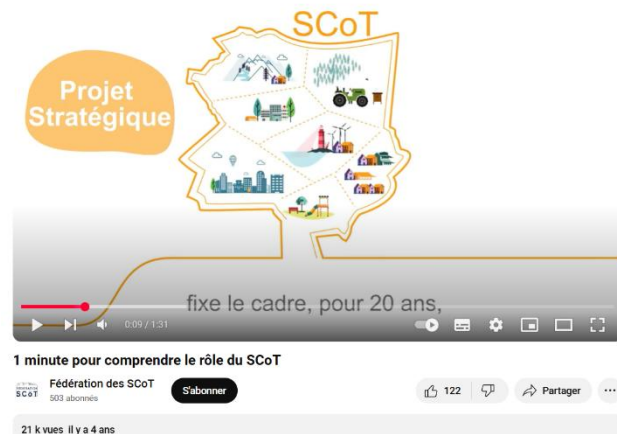 SCoT
Projet
Stratégique
fixe le cadre, pour 20 ans,
0:09 / 1:31
1 minute pour comprendre le rôle du SCoT
SCoT
Fédération des SCoT
503 abonnés
S'abonner
122
Partager
21 k vues il y a 4 ans